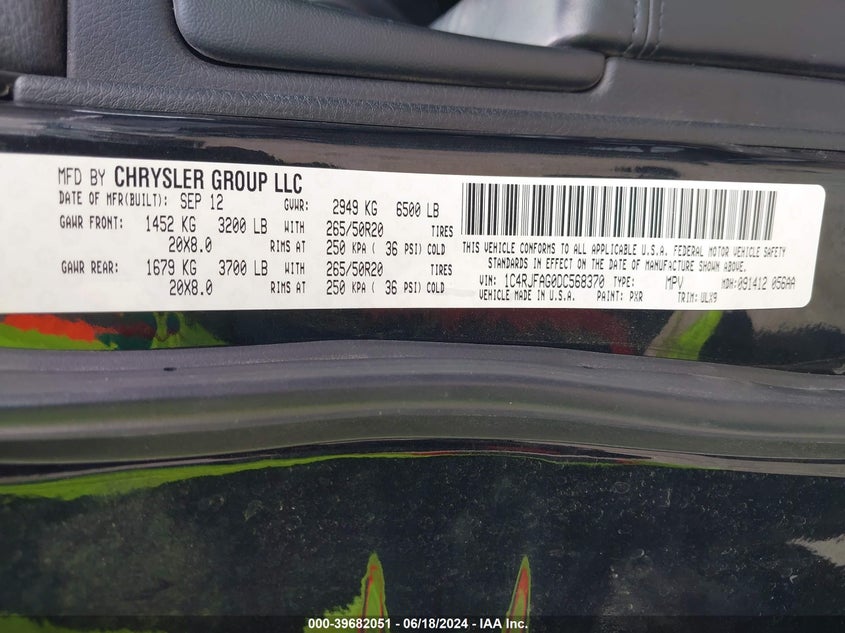 MFD BY CHRYSLER GROUP LLC
DATE OF MFR(BUILT): SEP 12 GVWR: 2949 KG 6500 LB
GAWR FRONT: 1452 KG 3200 LB WITH 265/50R20 TIRES
20X8.0 RIMS AT 250 KPA ( 36 PSI) COLD
GAWR REAR: 1679 KG 3700 LB WITH 265/50R20 TIRES
20X8.0 RIMS AT 250 KPA ( 36 PSI) COLD
THIS VEHICLE CONFORMS TO ALL APPLICABLE U.S.A. FEDERAL MOTOR VEHICLE SAFETY
STANDARDS IN EFFECT ON THE DATE OF MANUFACTURE SHOWN ABOVE.
VIN: 1C4RJFAG0DC568370 TYPE: MPV MDH: 091412 056AA
VEHICLE MADE IN U.S.A. PAINT: PXR TRIM: ULX9
000-39682051 - 06/18/2024 - IAA Inc.